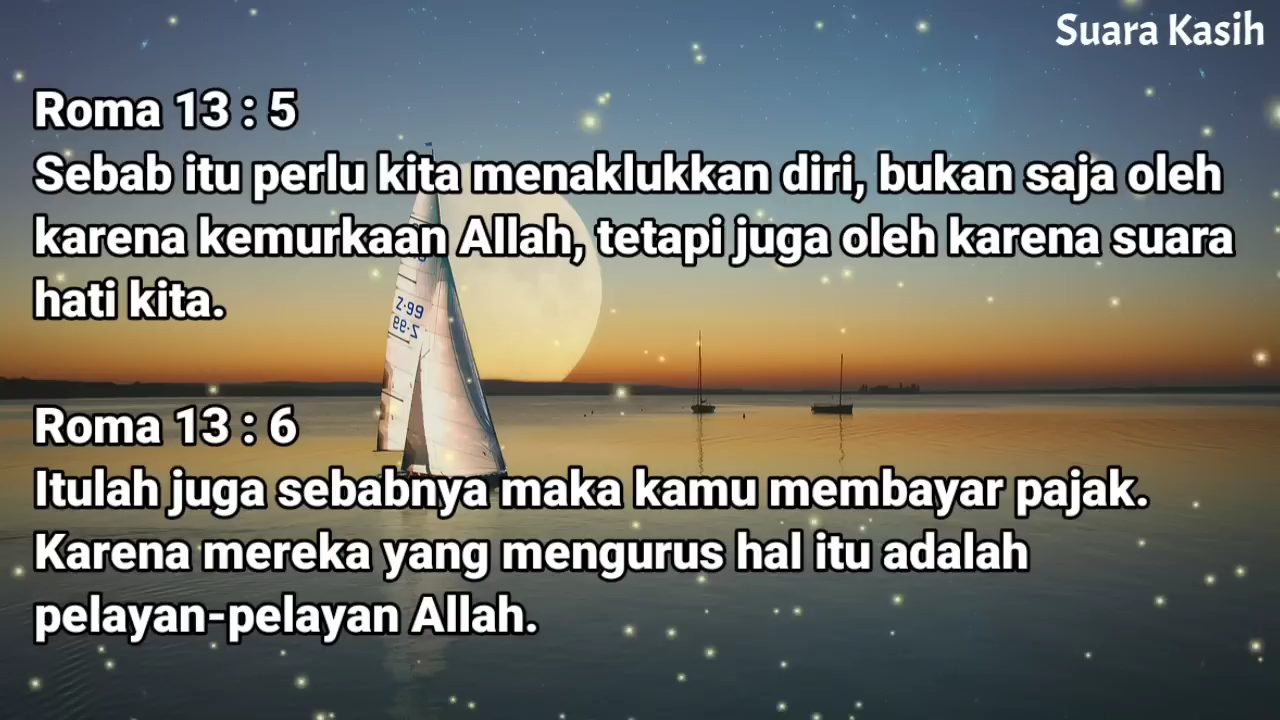 Suara Kasih
Roma 13 : 5
Sebab itu perlu kita menaklukkan diri, bukan saja oleh
karena kemurkaan Allah, tetapi juga oleh karena suara
hati kita.
Z-99
Z-99
Roma 13 : 6
Itulah juga sebabnya maka kamu membayar pajak.
Karena mereka yang mengurus hal itu adalah
pelayan-pelayan Allah.